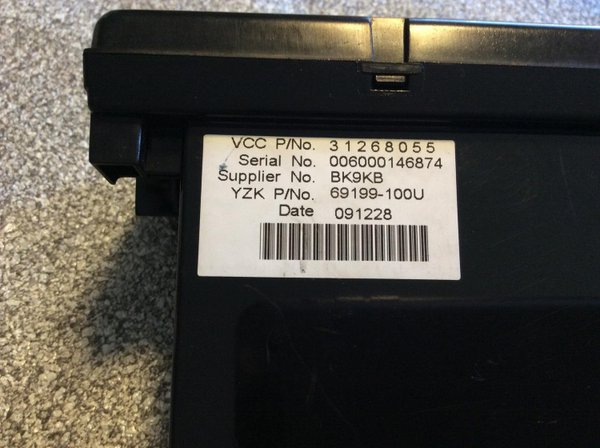 VCC P/No. 31268055
Serial No. 006000146874
Supplier No. BK9KB
YZK P/No. 69199-100U
Date 091228